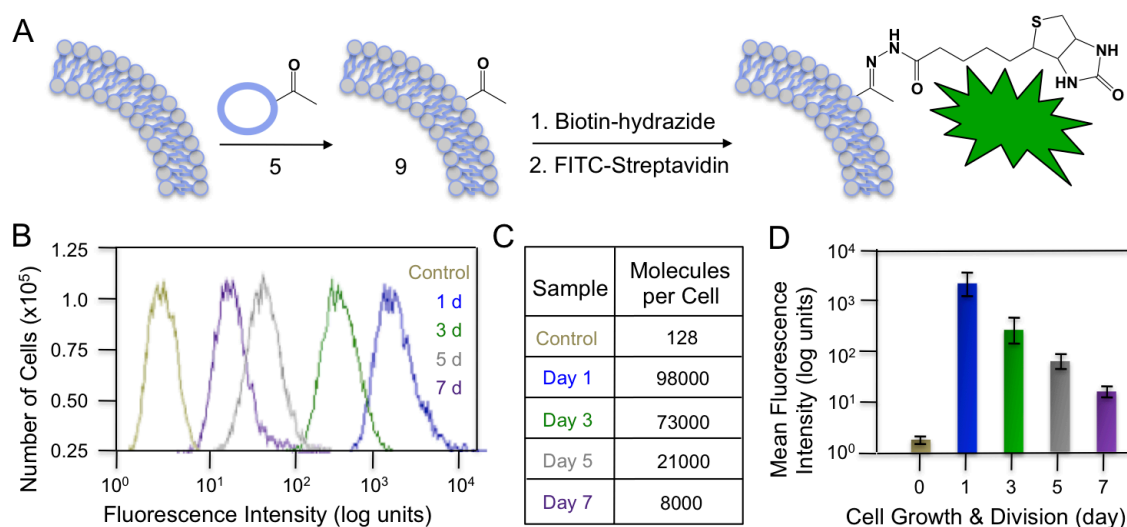 A
O
O
5
9
1. Biotin-hydrazide
2. FITC-Streptavidin
H
N
N
O
S
NH
HN
O
B
Number of Cells (x10⁵)
1.25
1.0
0.75
0.50
0.25
Control
1 d
3 d
5 d
7 d
10⁰ 10¹ 10² 10³ 10⁴
Fluorescence Intensity (log units)
C
Sample Molecules per Cell
Control 128
Day 1 98000
Day 3 73000
Day 5 21000
Day 7 8000
D
Mean Fluorescence
Intensity (log units)
10⁴
10³
10²
10¹
10⁰
0 1 3 5 7
Cell Growth & Division (day)